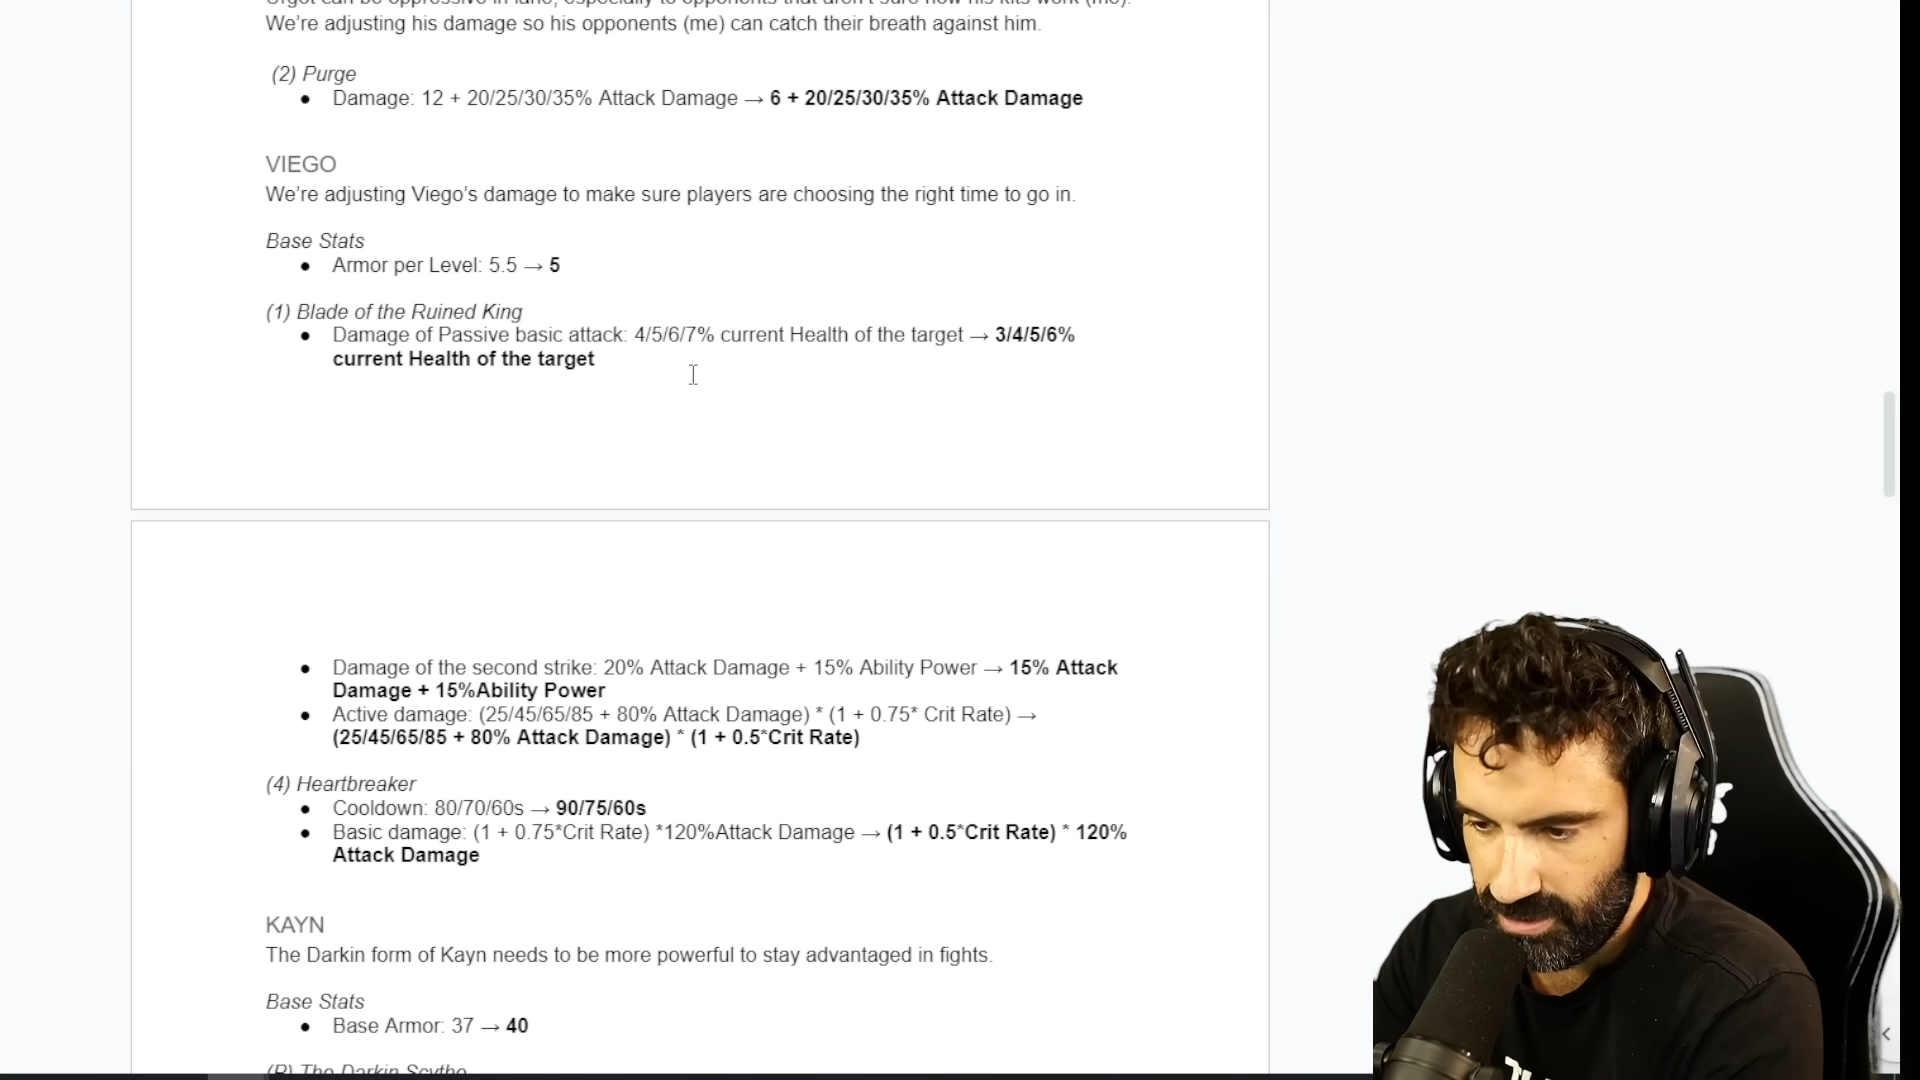 We're adjusting his damage so his opponents (me) can catch their breath against him.
(2) Purge
● Damage: 12 + 20/25/30/35% Attack Damage → 6 + 20/25/30/35% Attack Damage
VIEGO
We're adjusting Viego's damage to make sure players are choosing the right time to go in.
Base Stats
● Armor per Level: 5.5 → 5
(1) Blade of the Ruined King
● Damage of Passive basic attack: 4/5/6/7% current Health of the target → 3/4/5/6%
current Health of the target
● Damage of the second strike: 20% Attack Damage + 15% Ability Power → 15% Attack
Damage + 15%Ability Power
● Active damage: (25/45/65/85 + 80% Attack Damage) * (1 + 0.75* Crit Rate) →
(25/45/65/85 + 80% Attack Damage) * (1 + 0.5*Crit Rate)
(4) Heartbreaker
● Cooldown: 80/70/60s → 90/75/60s
● Basic damage: (1 + 0.75*Crit Rate) *120%Attack Damage → (1 + 0.5*Crit Rate) * 120%
Attack Damage
KAYN
The Darkin form of Kayn needs to be more powerful to stay advantaged in fights.
Base Stats
● Base Armor: 37 → 40
(P) The Darkin Scythe